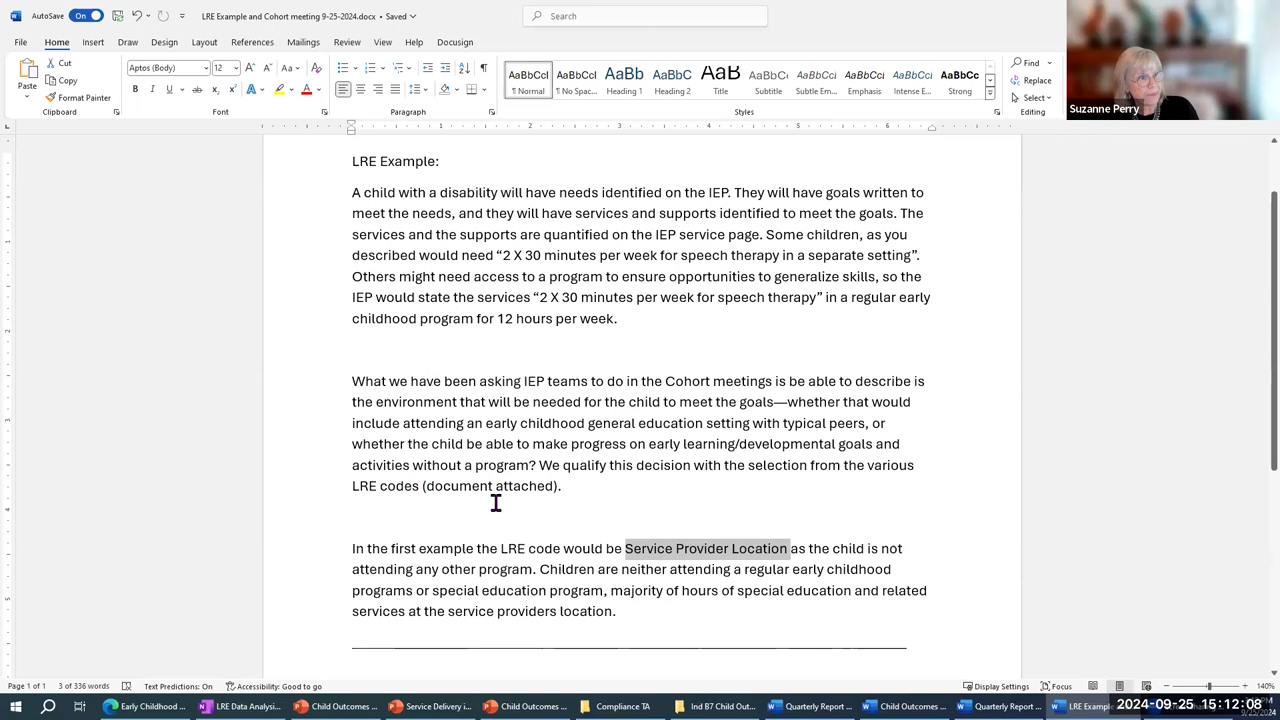 AutoSave On LRE Example and Cohort meeting 9-25-2024.docx • Saved Search
File Home Insert Draw Design Layout References Mailings Review View Help Docusign
Paste Cut Copy Format Painter
Aptos (Body) 12 Aa
B I U ab x₂ x² A A
AaBbCcI AaBbCcI AaBb AaBbC AaB AaBbC AaBbCcI AaBbCcI AaBbCcI AaBbCc
¶ Normal ¶ No Spac... Heading 1 Heading 2 Title Subtitle Subtle Em... Emphasis Intense E... Strong
Find
Replace
Select
Clipboard Font Paragraph Styles Editing
Suzanne Perry
LRE Example:
A child with a disability will have needs identified on the IEP. They will have goals written to
meet the needs, and they will have services and supports identified to meet the goals. The
services and the supports are quantified on the IEP service page. Some children, as you
described would need “2 X 30 minutes per week for speech therapy in a separate setting”.
Others might need access to a program to ensure opportunities to generalize skills, so the
IEP would state the services “2 X 30 minutes per week for speech therapy” in a regular early
childhood program for 12 hours per week.
What we have been asking IEP teams to do in the Cohort meetings is be able to describe is
the environment that will be needed for the child to meet the goals—whether that would
include attending an early childhood general education setting with typical peers, or
whether the child be able to make progress on early learning/developmental goals and
activities without a program? We qualify this decision with the selection from the various
LRE codes (document attached).
In the first example the LRE code would be Service Provider Location as the child is not
attending any other program. Children are neither attending a regular early childhood
programs or special education program, majority of hours of special education and related
services at the service providers location.
Page 1 of 1 3 of 336 words Text Predictions: On Accessibility: Good to go Display Settings Focus 140%
Early Childhood ... LRE Data Analysi... Child Outcomes ... Service Delivery i... Child Outcomes ... Compliance TA Ind B7 Child Out... Quarterly Report ... Child Outcomes ... Quarterly Report ... LRE Example
2024-09-25 15:12:08